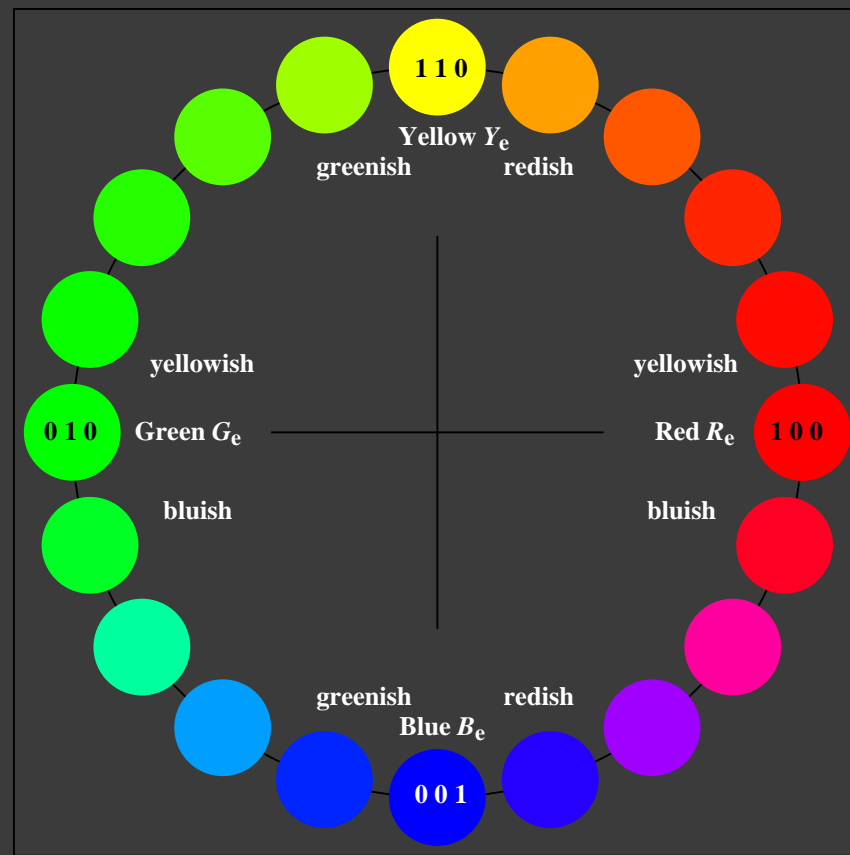 1 1 0
Yellow Ye
greenish redish
yellowish yellowish
0 1 0 Green Ge Red Re 1 0 0
bluish bluish
greenish redish
Blue Be
0 0 1